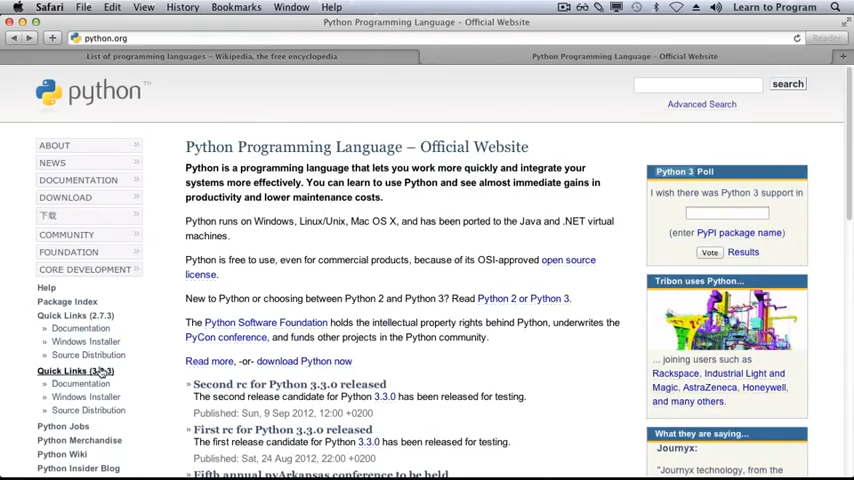 Safari File Edit View History Bookmarks Window Help Learn to Program
Python Programming Language – Official Website
python.org Reader
List of programming languages – Wikipedia, the free encyclopedia Python Programming Language – Official Website
python™
search
Advanced Search
ABOUT
NEWS
DOCUMENTATION
DOWNLOAD
下载
COMMUNITY
FOUNDATION
CORE DEVELOPMENT
Help
Package Index
Quick Links (2.7.3)
» Documentation
» Windows Installer
» Source Distribution
Quick Links
» Documentation
» Windows Installer
» Source Distribution
Python Jobs
Python Merchandise
Python Wiki
Python Insider Blog
Python Programming Language – Official Website
Python is a programming language that lets you work more quickly and integrate your
systems more effectively. You can learn to use Python and see almost immediate gains in
productivity and lower maintenance costs.
Python runs on Windows, Linux/Unix, Mac OS X, and has been ported to the Java and .NET virtual
machines.
Python is free to use, even for commercial products, because of its OSI-approved open source
license.
New to Python or choosing between Python 2 and Python 3? Read Python 2 or Python 3.
The Python Software Foundation holds the intellectual property rights behind Python, underwrites the
PyCon conference, and funds other projects in the Python community.
Read more, -or- download Python now
» Second rc for Python 3.3.0 released
The second release candidate for Python 3.3.0 has been released for testing.
Published: Sun, 9 Sep 2012, 12:00 +0200
» First rc for Python 3.3.0 released
The first release candidate for Python 3.3.0 has been released for testing.
Published: Sat, 24 Aug 2012, 22:00 +0200
» Fifth annual pyArkansas conference to be held
Python 3 Poll
I wish there was Python 3 support in
(enter PyPI package name)
Vote Results
Tribon uses Python...
... joining users such as
Rackspace, Industrial Light and
Magic, AstraZeneca, Honeywell,
and many others.
What they are saying...
Journyx:
"Journyx technology, from the